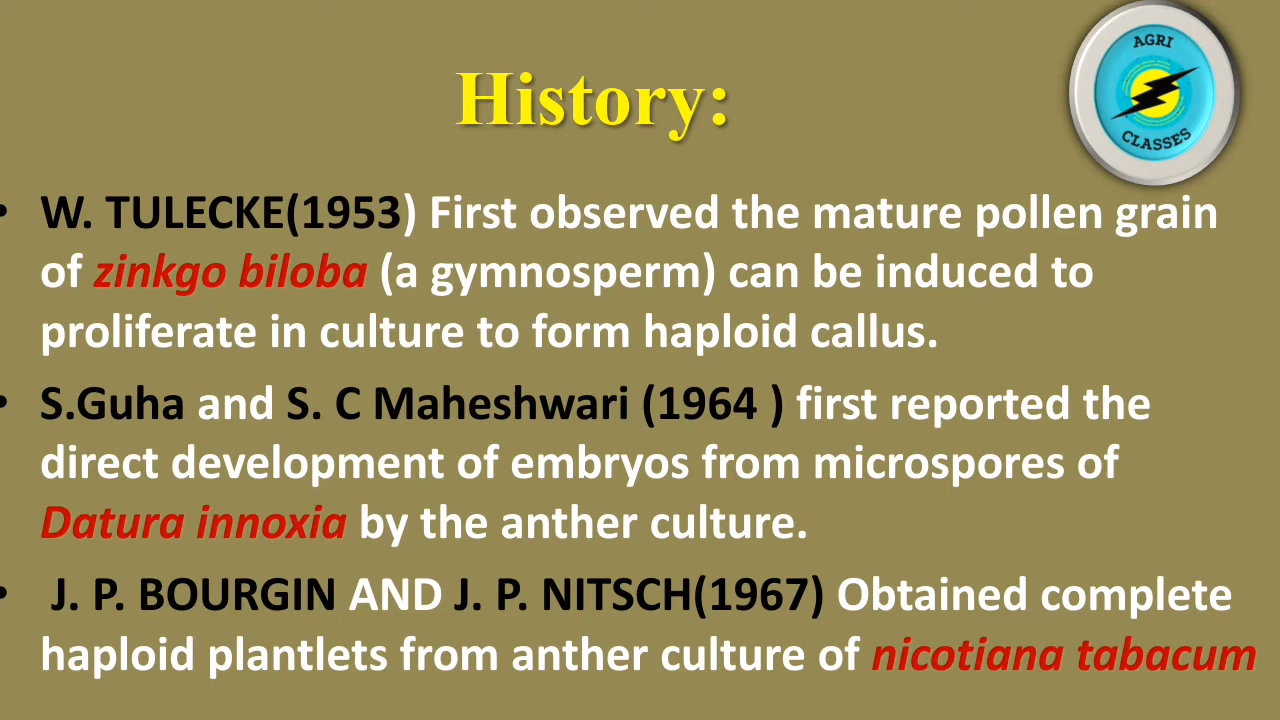 AGRI
CLASSES
History:
• W. TULECKE(1953) First observed the mature pollen grain
of zinkgo biloba (a gymnosperm) can be induced to
proliferate in culture to form haploid callus.
• S.Guha and S. C Maheshwari (1964 ) first reported the
direct development of embryos from microspores of
Datura innoxia by the anther culture.
• J. P. BOURGIN AND J. P. NITSCH(1967) Obtained complete
haploid plantlets from anther culture of nicotiana tabacum